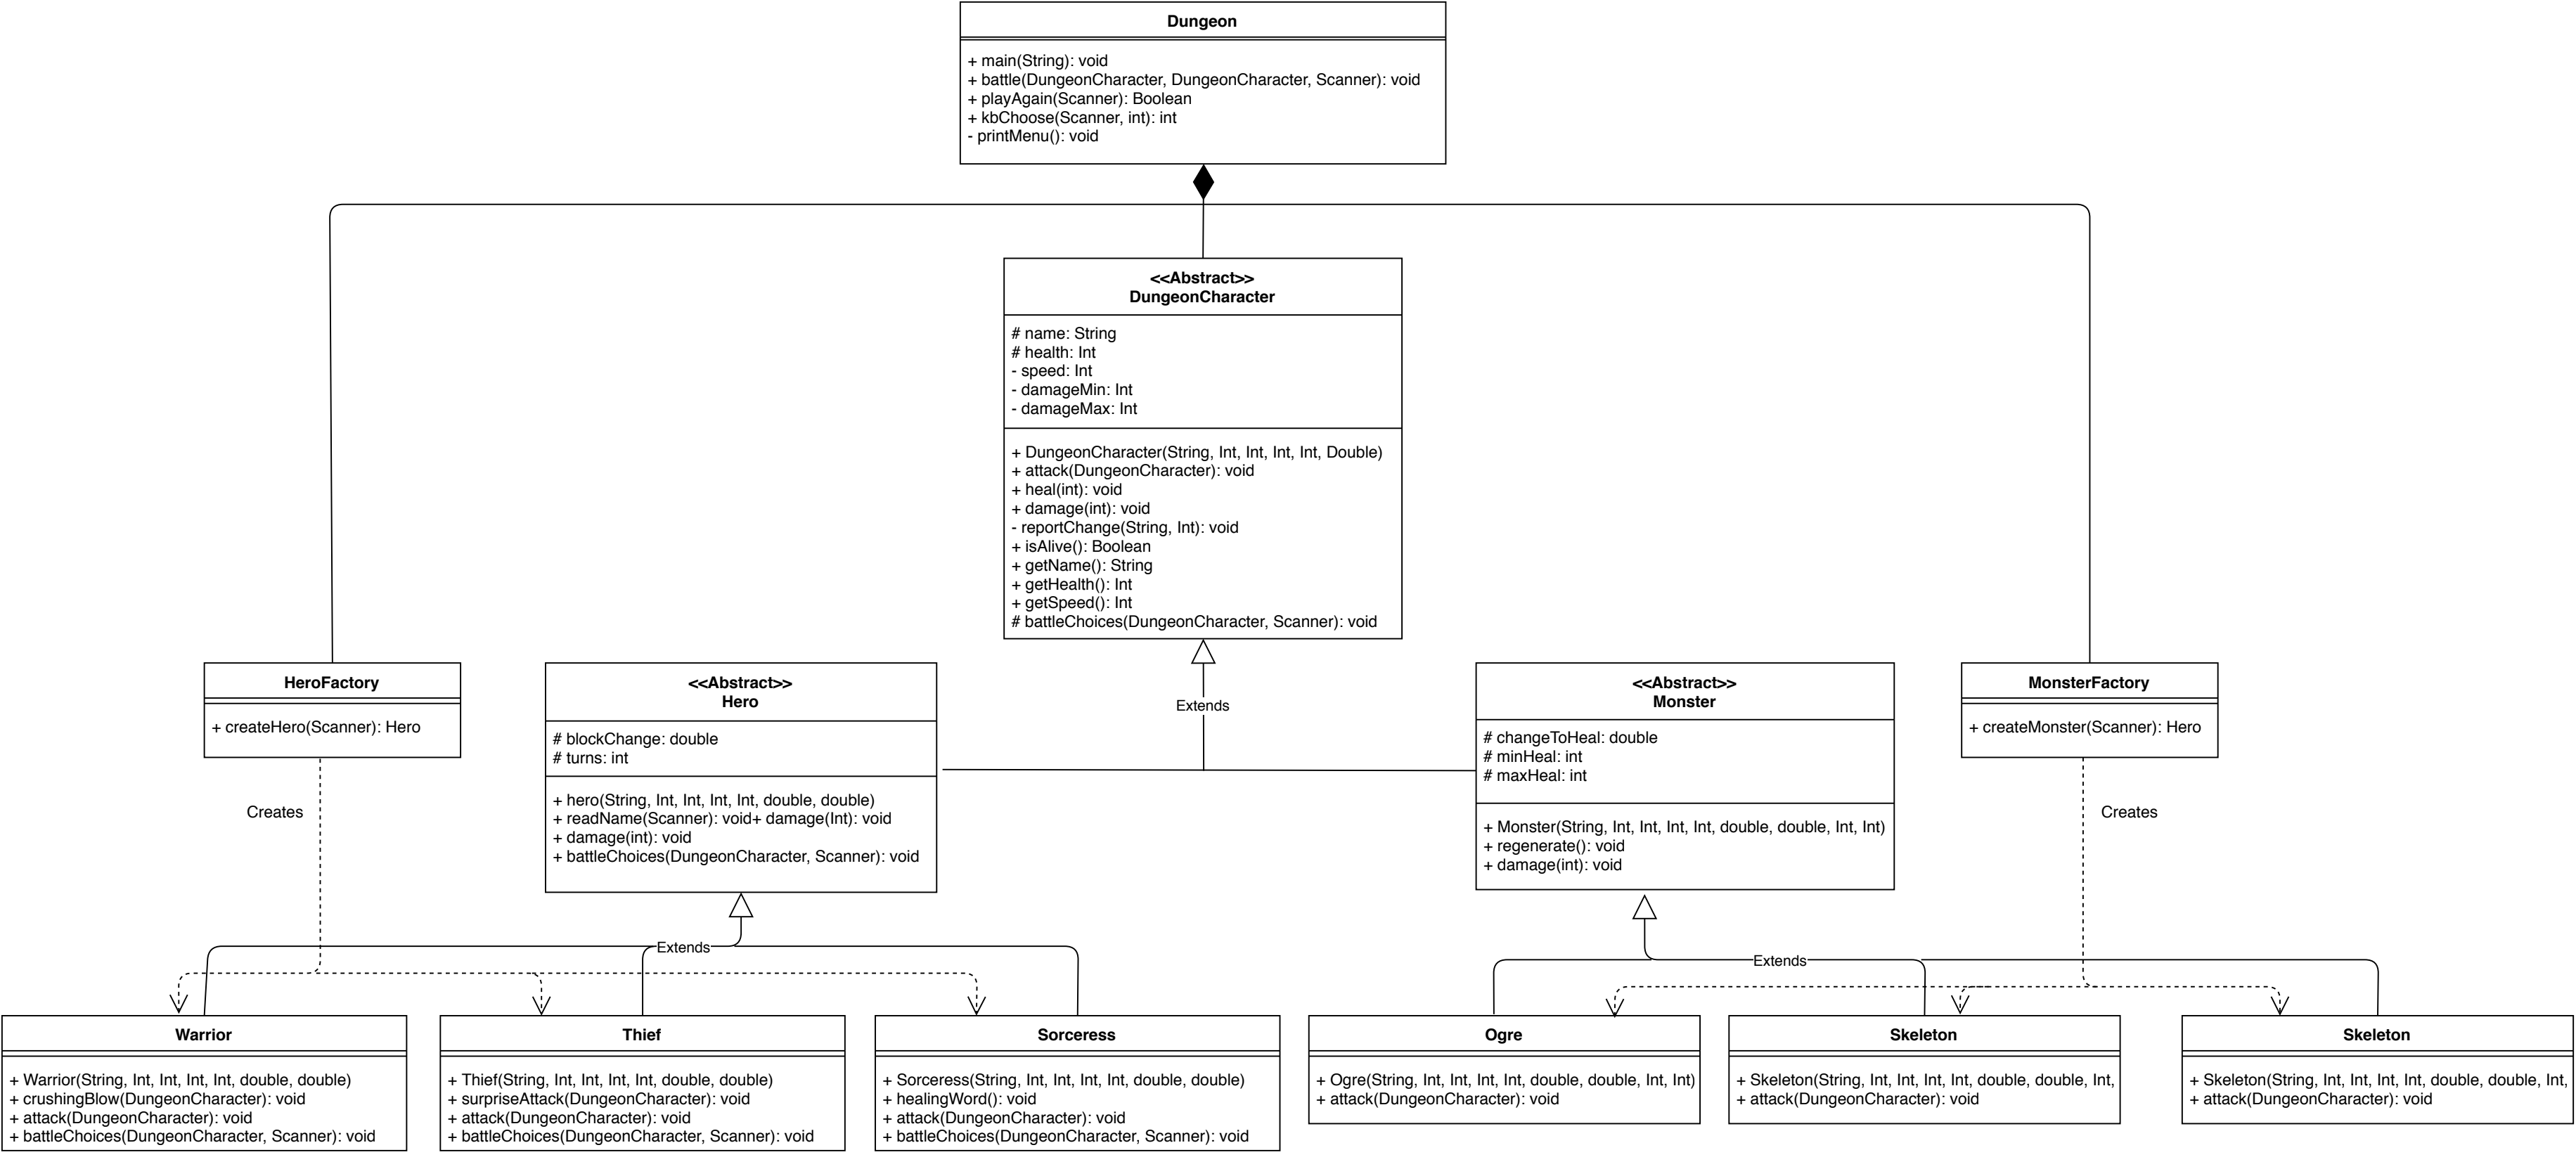 Dungeon
+ main(String): void
+ battle(DungeonCharacter, DungeonCharacter, Scanner): void
+ playAgain(Scanner): Boolean
+ kbChoose(Scanner, int): int
- printMenu(): void
<<Abstract>>
DungeonCharacter
# name: String
# health: Int
- speed: Int
- damageMin: Int
- damageMax: Int
+ DungeonCharacter(String, Int, Int, Int, Int, Double)
+ attack(DungeonCharacter): void
+ heal(int): void
+ damage(int): void
- reportChange(String, Int): void
+ isAlive(): Boolean
+ getName(): String
+ getHealth(): Int
+ getSpeed(): Int
# battleChoices(DungeonCharacter, Scanner): void
HeroFactory
+ createHero(Scanner): Hero
Creates
<<Abstract>>
Hero
# blockChange: double
# turns: int
+ hero(String, Int, Int, Int, Int, double, double)
+ readName(Scanner): void+ damage(Int): void
+ damage(int): void
+ battleChoices(DungeonCharacter, Scanner): void
Extends
<<Abstract>>
Monster
# changeToHeal: double
# minHeal: int
# maxHeal: int
+ Monster(String, Int, Int, Int, Int, double, double, Int, Int)
+ regenerate(): void
+ damage(int): void
MonsterFactory
+ createMonster(Scanner): Hero
Creates
Extends
Extends
Warrior
+ Warrior(String, Int, Int, Int, Int, double, double)
+ crushingBlow(DungeonCharacter): void
+ attack(DungeonCharacter): void
+ battleChoices(DungeonCharacter, Scanner): void
Thief
+ Thief(String, Int, Int, Int, Int, double, double)
+ surpriseAttack(DungeonCharacter): void
+ attack(DungeonCharacter): void
+ battleChoices(DungeonCharacter, Scanner): void
Sorceress
+ Sorceress(String, Int, Int, Int, Int, double, double)
+ healingWord(): void
+ attack(DungeonCharacter): void
+ battleChoices(DungeonCharacter, Scanner): void
Ogre
+ Ogre(String, Int, Int, Int, Int, double, double, Int, Int)
+ attack(DungeonCharacter): void
Skeleton
+ Skeleton(String, Int, Int, Int, Int, double, double, Int,
+ attack(DungeonCharacter): void
Skeleton
+ Skeleton(String, Int, Int, Int, Int, double, double, Int,
+ attack(DungeonCharacter): void